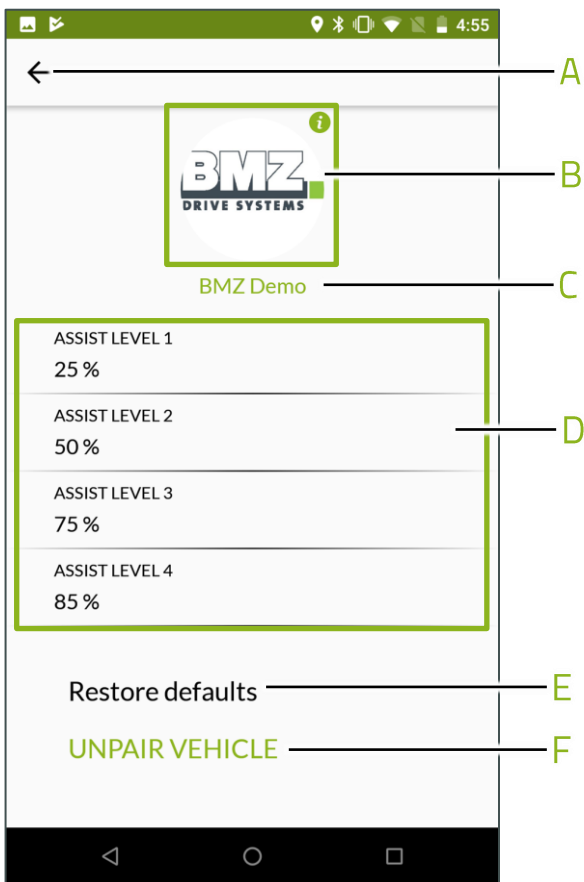 4:55
A
i
BMZ
DRIVE SYSTEMS
B
BMZ Demo
C
ASSIST LEVEL 1
25 %
ASSIST LEVEL 2
50 %
D
ASSIST LEVEL 3
75 %
ASSIST LEVEL 4
85 %
Restore defaults
E
UNPAIR VEHICLE
F